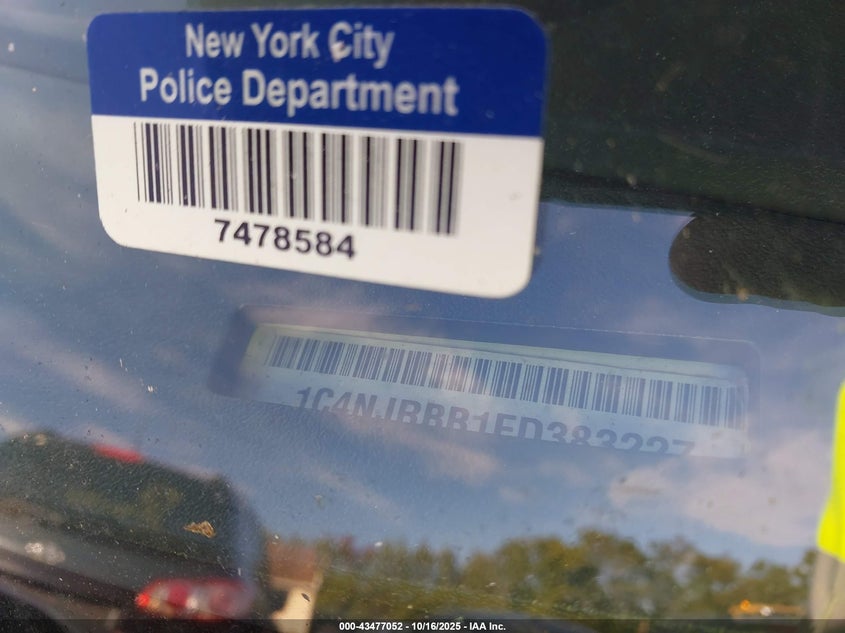 New York City
Police Department
7478584
1C4NJRBB1ED383227
000-43477052 - 10/16/2025 - IAA Inc.